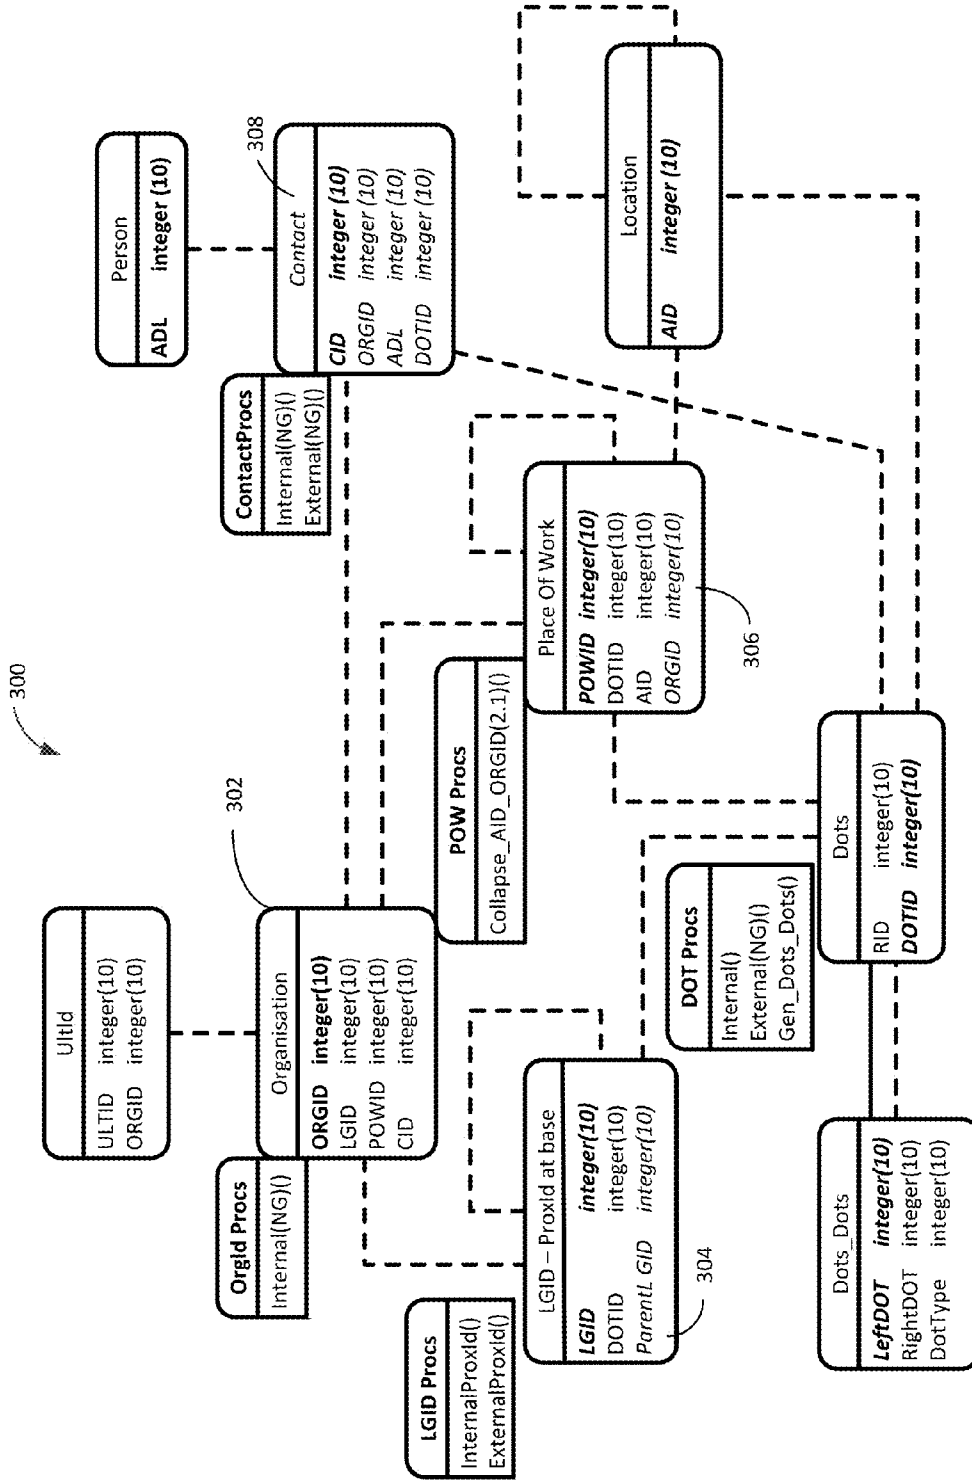 300
UltId
ULTID integer(10)
ORGID integer(10)
OrgId Procs
Internal(NG)()
302
Organisation
ORGID integer(10)
LGID integer(10)
POWID integer(10)
CID integer(10)
Person
ADL integer (10)
ContactProcs
Internal(NG)()
External(NG)()
308
Contact
CID integer (10)
ORGID integer (10)
ADL integer (10)
DOTID integer (10)
LGID Procs
InternalProxId()
ExternalProxId()
LGID – ProxId at base
LGID integer(10)
DOTID integer(10)
ParentL GID integer(10)
304
POW Procs
Collapse_AID_ORGID(2.1)()
Place Of Work
POWID integer(10)
DOTID integer(10)
AID integer(10)
ORGID integer(10)
306
Location
AID integer (10)
DOT Procs
Internal()
External(NG)()
Gen_Dots_Dots()
Dots_Dots
LeftDOT integer(10)
RightDOT integer(10)
DotType integer(10)
Dots
RID integer(10)
DOTID integer(10)